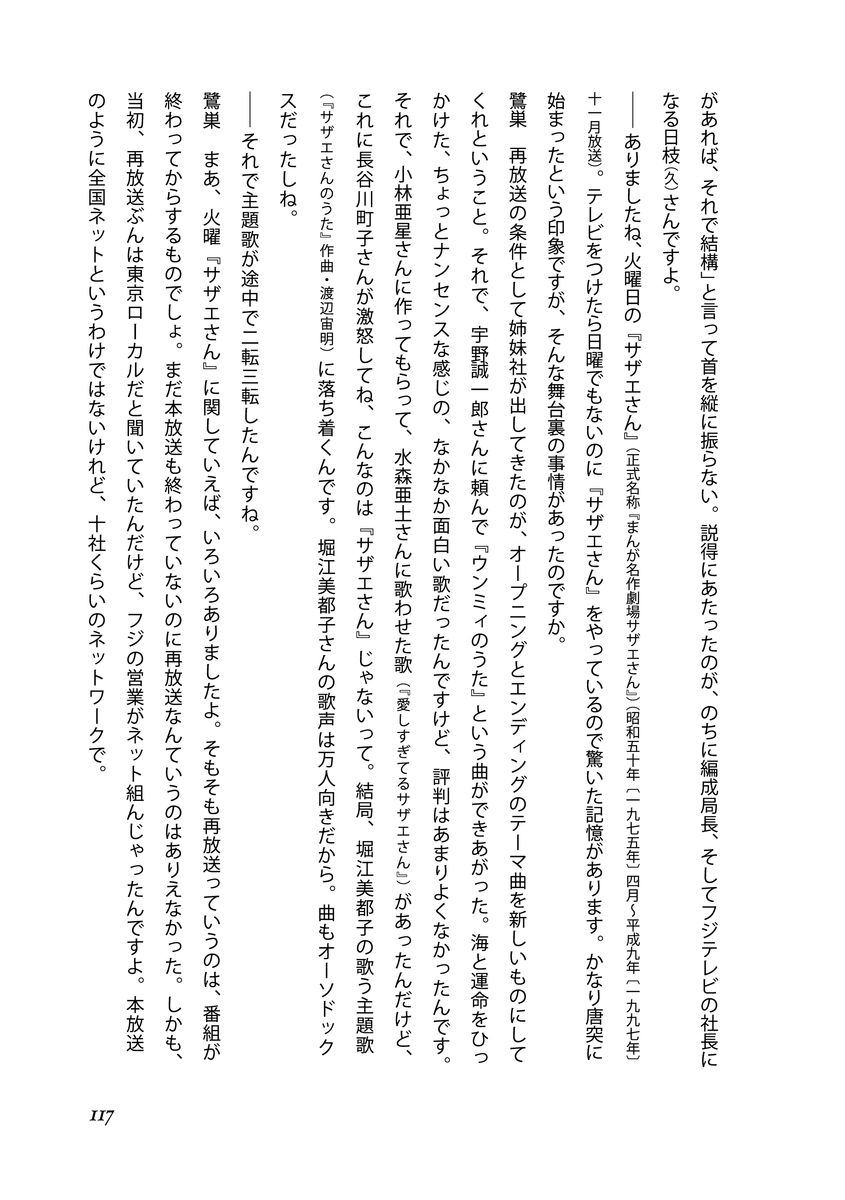 があれば、それで結構」と言って首を縦に振らない。説得にあたったのが、のちに編成局長、そしてフジテレビの社長に
なる日枝（久）さんですよ。
――ありましたね、火曜日の『サザエさん』（正式名称『まんが名作劇場サザエさん』）（昭和五十年〔一九七五年〕四月〜平成九年〔一九九七年〕
十一月放送）。テレビをつけたら日曜でもないのに『サザエさん』をやっているので驚いた記憶があります。かなり唐突に
始まったという印象ですが、そんな舞台裏の事情があったのですか。
鷺巣　再放送の条件として姉妹社が出してきたのが、オープニングとエンディングのテーマ曲を新しいものにして
くれということ。それで、宇野誠一郎さんに頼んで『ウンミィのうた』という曲ができあがった。海と運命をひっ
かけた、ちょっとナンセンスな感じの、なかなか面白い歌だったんですけど、評判はあまりよくなかったんです。
それで、小林亜星さんに作ってもらって、水森亜土さんに歌わせた歌（『愛しすぎてるサザエさん』）があったんだけど、
これに長谷川町子さんが激怒してね、こんなのは『サザエさん』じゃないって。結局、堀江美都子の歌う主題歌
（『サザエさんのうた』作曲・渡辺宙明）に落ち着くんです。堀江美都子さんの歌声は万人向きだから。曲もオーソドック
スだったしね。
――それで主題歌が途中で二転三転したんですね。
鷺巣　まあ、火曜『サザエさん』に関していえば、いろいろありましたよ。そもそも再放送っていうのは、番組が
終わってからするものでしょ。まだ本放送も終わっていないのに再放送なんていうのはありえなかった。しかも、
当初、再放送ぶんは東京ローカルだと聞いていたんだけど、フジの営業がネット組んじゃったんですよ。本放送
のように全国ネットというわけではないけれど、十社くらいのネットワークで。
117